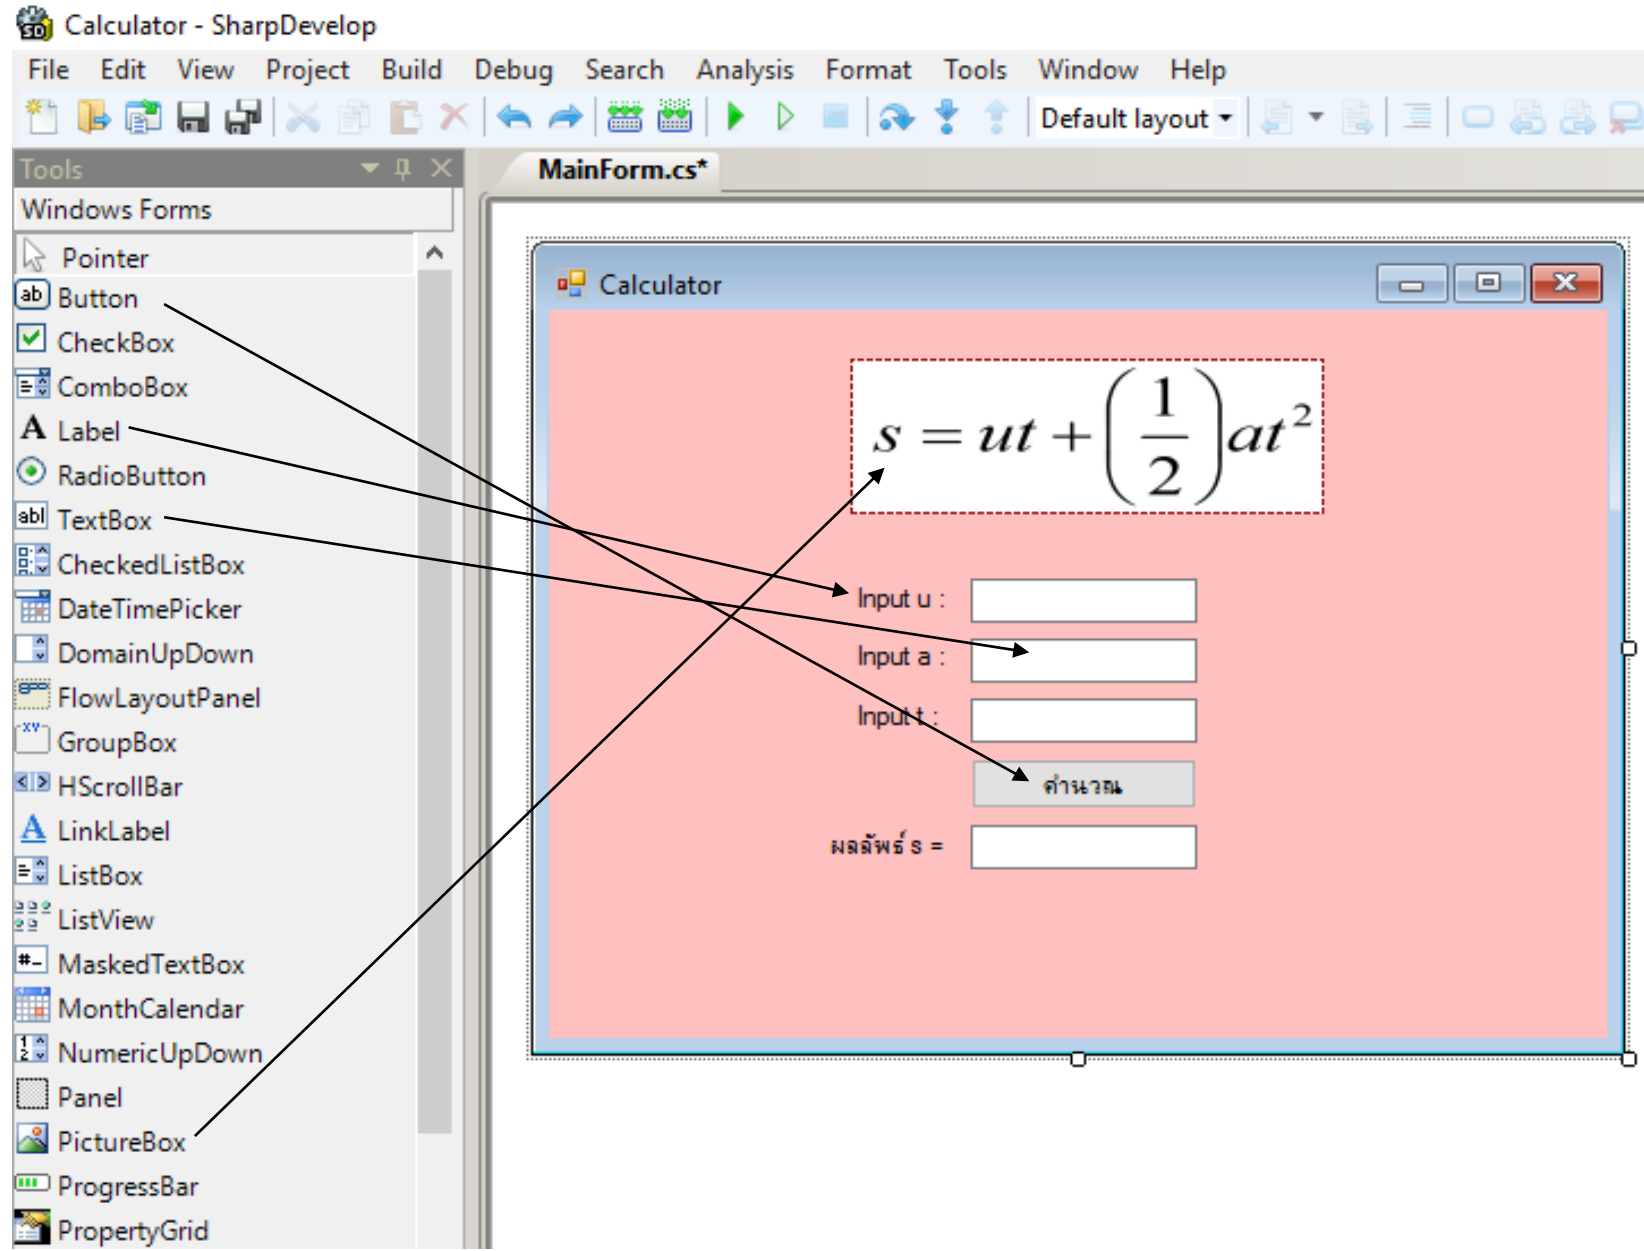 Calculator - SharpDevelop
File Edit View Project Build Debug Search Analysis Format Tools Window Help
Default layout
Tools
MainForm.cs*
Windows Forms
Pointer
Button
CheckBox
ComboBox
Label
RadioButton
TextBox
CheckedListBox
DateTimePicker
DomainUpDown
FlowLayoutPanel
GroupBox
HScrollBar
LinkLabel
ListBox
ListView
MaskedTextBox
MonthCalendar
NumericUpDown
Panel
PictureBox
ProgressBar
PropertyGrid
Calculator
s = ut + (1/2)at²
Input u :
Input a :
Input t :
คำนวณ
ผลลัพธ์ s =